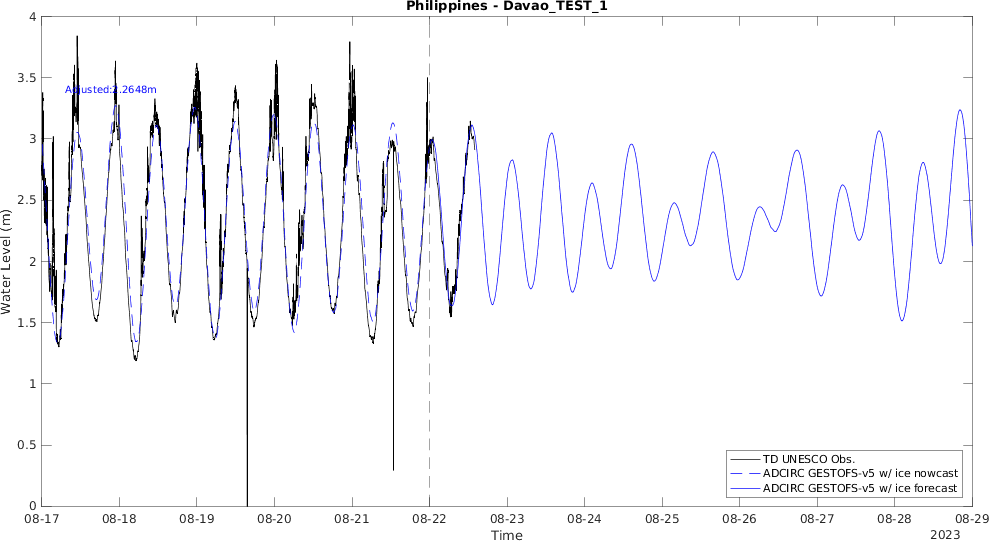 Philippines - Davao_TEST_1
Water Level (m)
4
3.5
3
2.5
2
1.5
1
0.5
0
Adjusted:2.2648m
TD UNESCO Obs.
ADCIRC GESTOFS-v5 w/ ice nowcast
ADCIRC GESTOFS-v5 w/ ice forecast
08-17 08-18 08-19 08-20 08-21 08-22 08-23 08-24 08-25 08-26 08-27 08-28 08-29
Time
2023